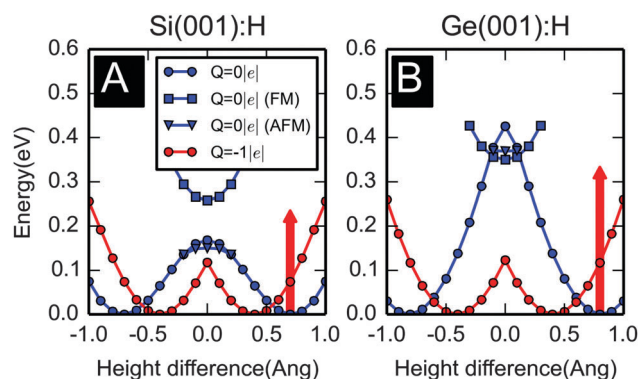 Si(001):H
Ge(001):H
A
B
Q=0|e|
Q=0|e| (FM)
Q=0|e| (AFM)
Q=-1|e|
Energy(eV)
0.6
0.5
0.4
0.3
0.2
0.1
0.0
0.6
0.5
0.4
0.3
0.2
0.1
0.0
-1.0 -0.5 0.0 0.5 1.0
-1.0 -0.5 0.0 0.5 1.0
Height difference(Ang)
Height difference(Ang)